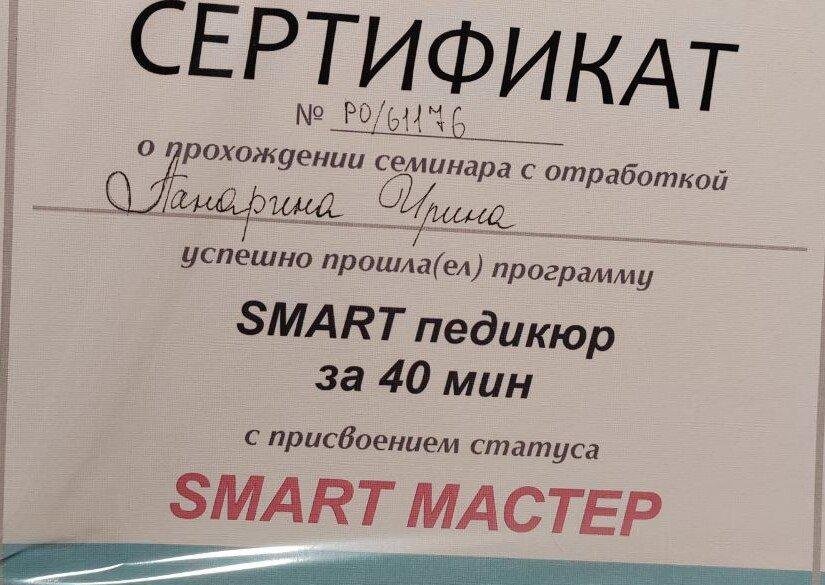 СЕРТИФИКАТ
№ РО/61176
о прохождении семинара с отработкой
Панарина Ирина
успешно прошла(ел) программу
SMART педикюр
за 40 мин
с присвоением статуса
SMART МАСТЕР